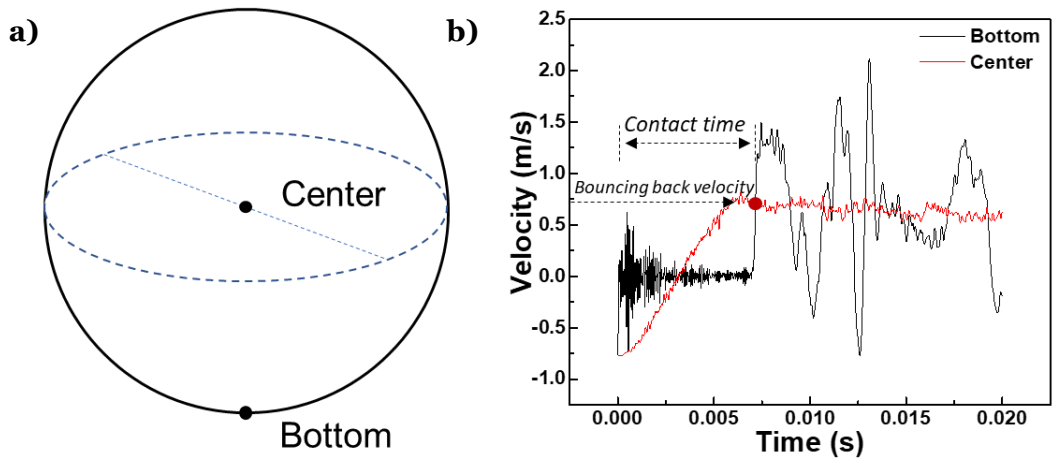 a)
Center
Bottom
b)
Velocity (m/s)
2.5
2.0
1.5
1.0
0.5
0.0
-0.5
-1.0
Bottom
Center
Contact time
Bouncing back velocity
0.000
0.005
0.010
0.015
0.020
Time (s)